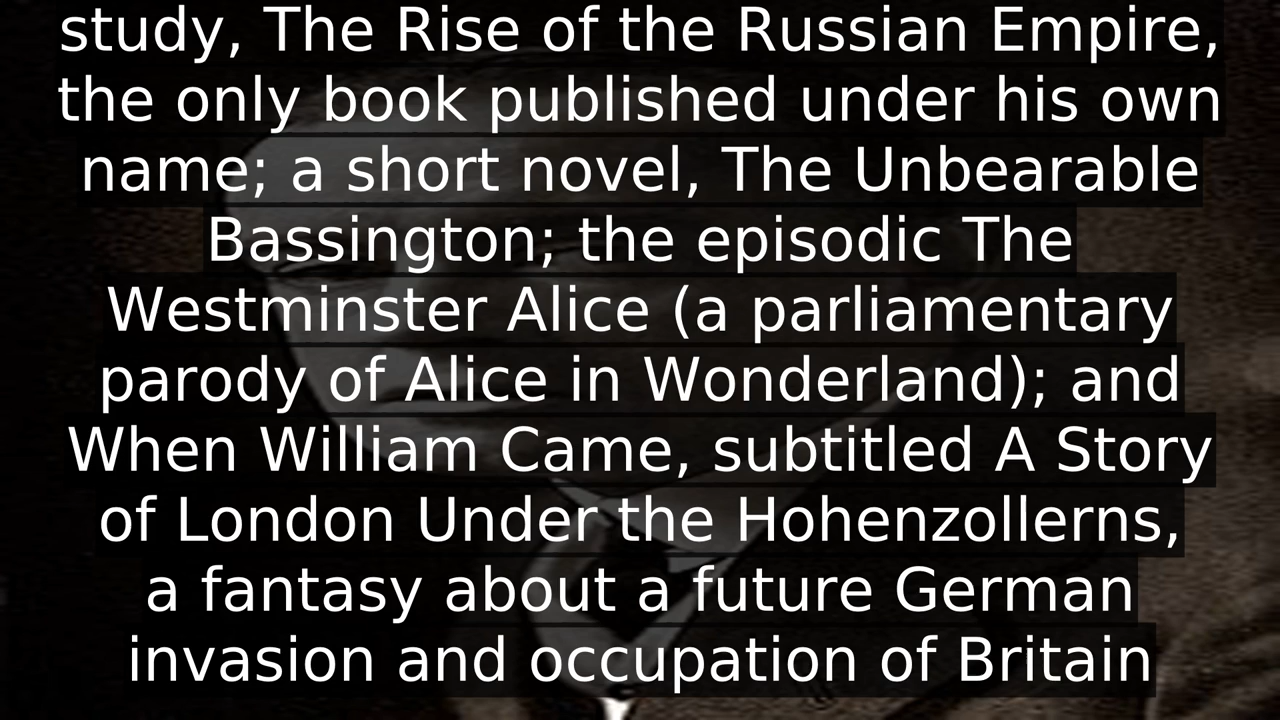 study, The Rise of the Russian Empire,
the only book published under his own
name; a short novel, The Unbearable
Bassington; the episodic The
Westminster Alice (a parliamentary
parody of Alice in Wonderland); and
When William Came, subtitled A Story
of London Under the Hohenzollerns,
a fantasy about a future German
invasion and occupation of Britain